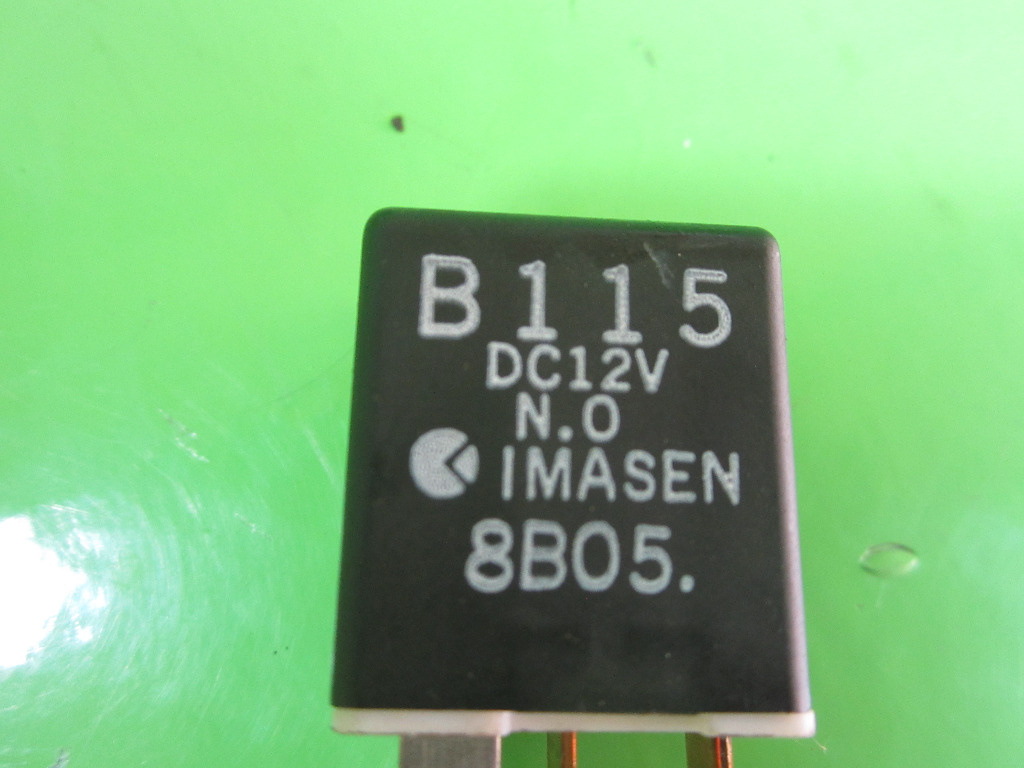 B115
DC12V
N.O
IMASEN
8B05.